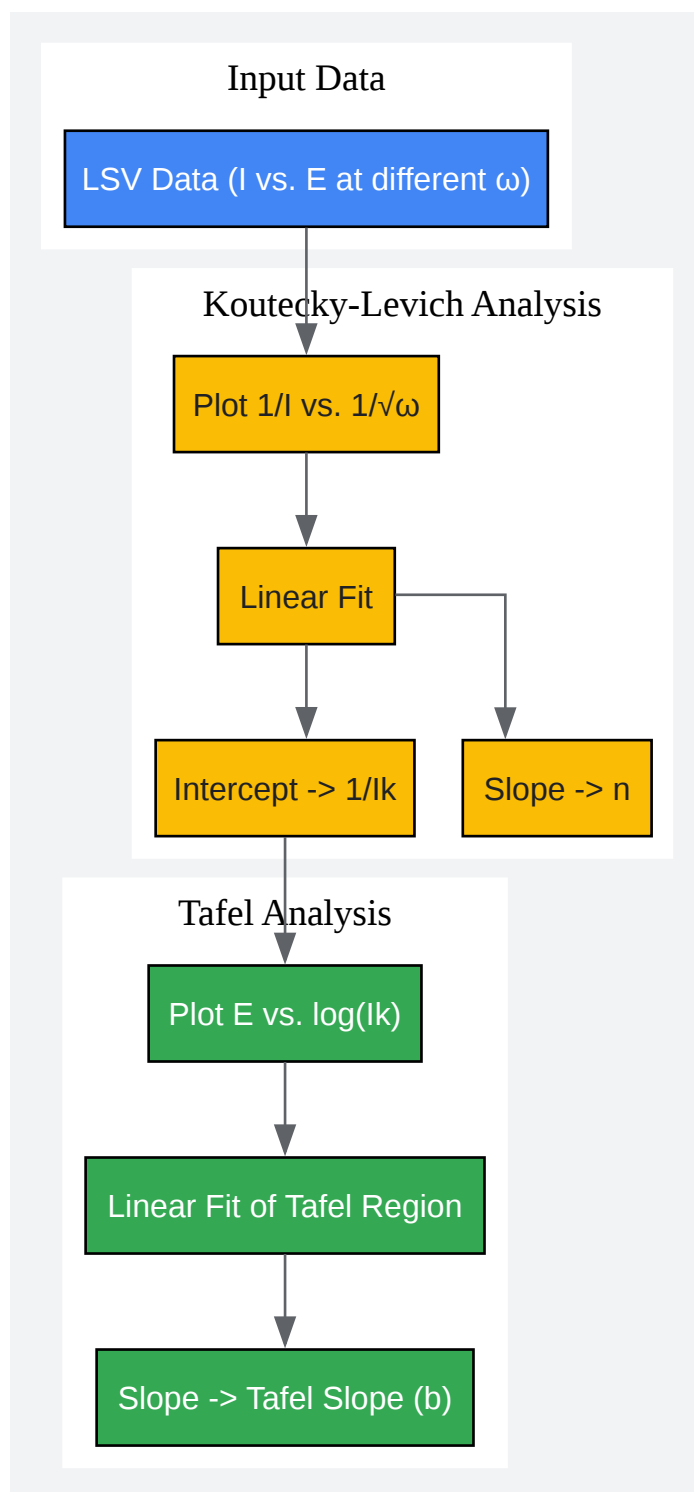 Input Data
LSV Data (I vs. E at different ω)
Koutecky-Levich Analysis
Plot 1/I vs. 1/√ω
Linear Fit
Intercept -> 1/Ik
Slope -> n
Tafel Analysis
Plot E vs. log(Ik)
Linear Fit of Tafel Region
Slope -> Tafel Slope (b)